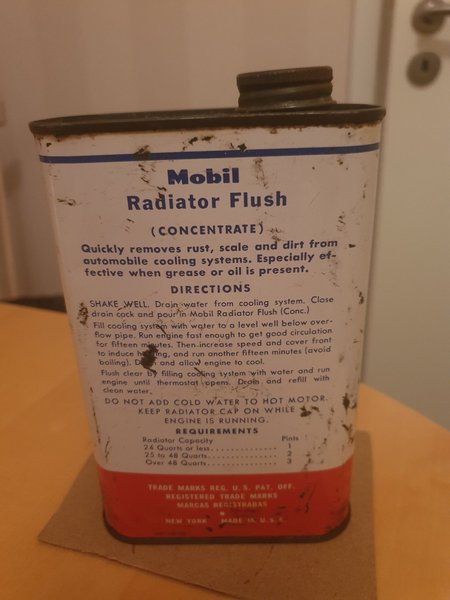 Mobil
Radiator Flush
(CONCENTRATE)
Quickly removes rust, scale and dirt from
automobile cooling systems. Especially ef-
fective when grease or oil is present.
DIRECTIONS
SHAKE WELL. Drain water from cooling system. Close
drain cock and pour in Mobil Radiator Flush (Conc.)
Fill cooling system with water to a level well below over-
flow pipe. Run engine fast enough to get good circulation
for fifteen minutes. Then increase speed and cover front
to induce and run another fifteen minutes (avoid
boiling). and allow engine to cool.
Flush clear by filling cooling system with water and run
engine until thermostat opens. Drain and refill with
clean water.
DO NOT ADD COLD WATER TO HOT MOTOR.
KEEP RADIATOR CAP ON WHILE
ENGINE IS RUNNING.
REQUIREMENTS
Radiator Capacity Pints
24 Quarts or less.............. 1
25 to 48 Quarts.............. 2
Over 48 Quarts.............. 3
TRADE MARKS REG. U. S. PAT. OFF.
REGISTERED TRADE MARKS
MARCAS REGISTRADAS
NEW YORK MADE IN U.S.A.